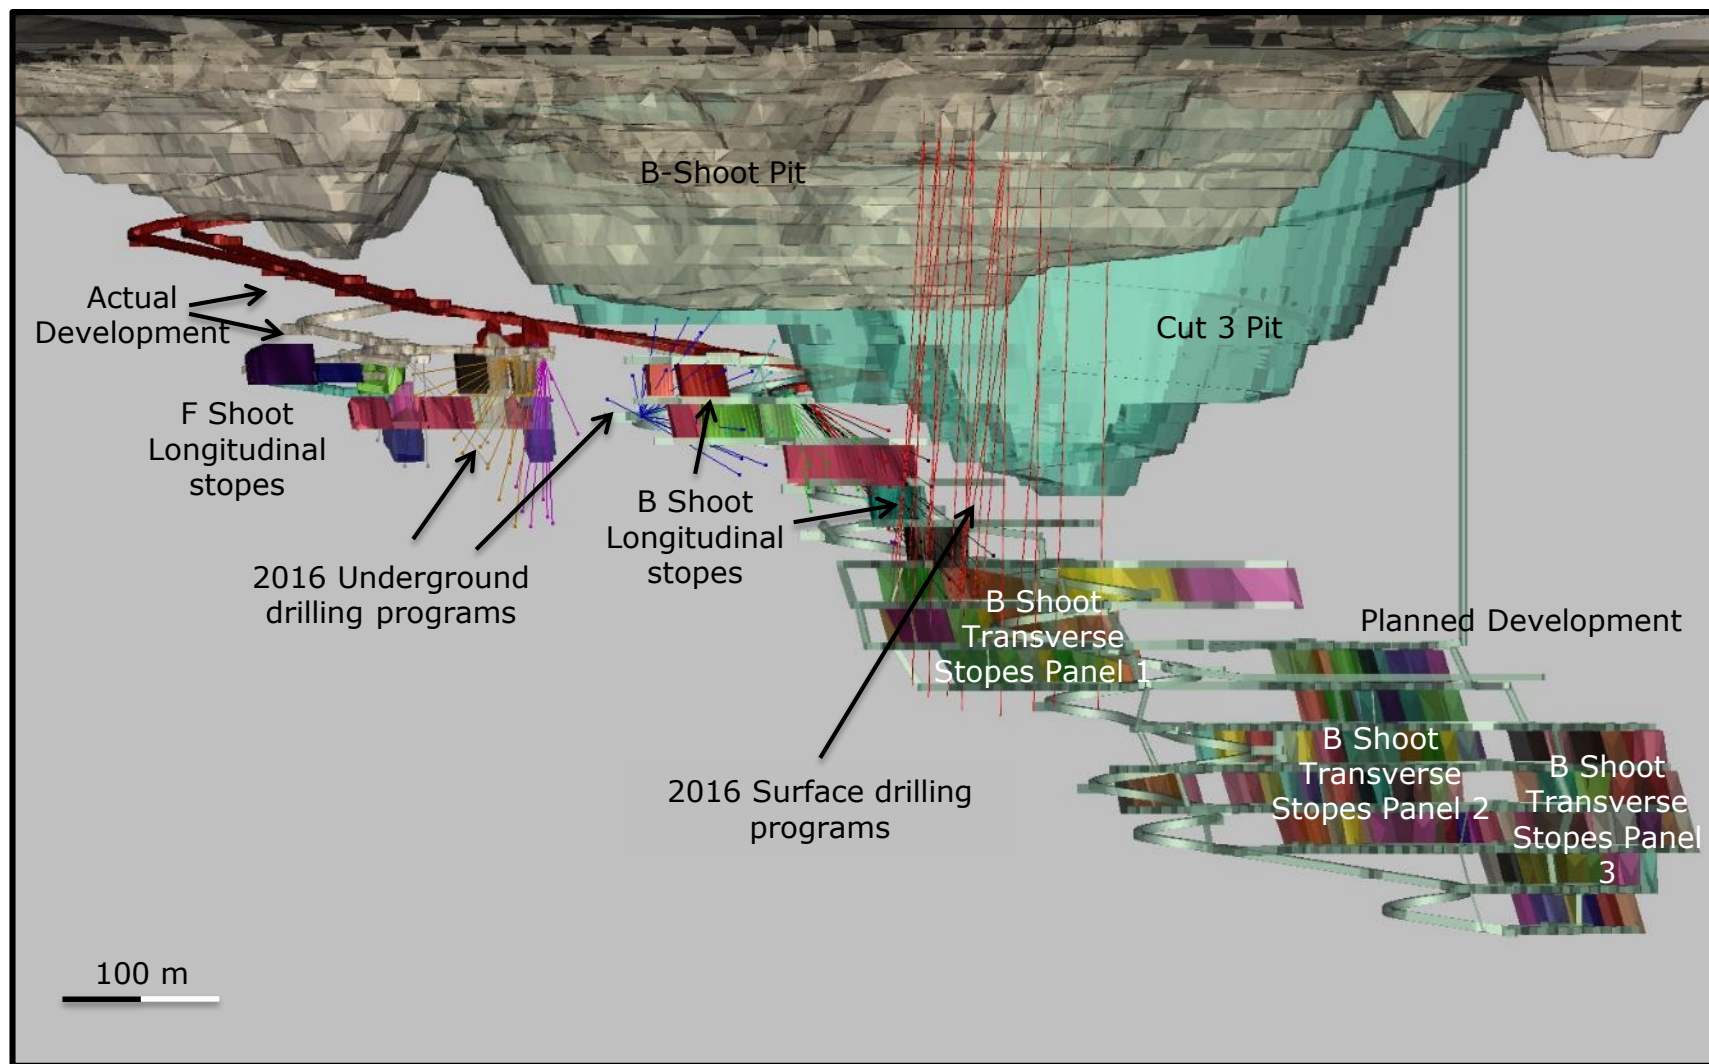 B-Shoot Pit
Actual
Development
Cut 3 Pit
F Shoot
Longitudinal
stopes
B Shoot
Longitudinal
stopes
2016 Underground
drilling programs
B Shoot
Transverse
Stopes Panel 1
Planned Development
2016 Surface drilling
programs
B Shoot
Transverse
Stopes Panel 2
B Shoot
Transverse
Stopes Panel
3
100 m